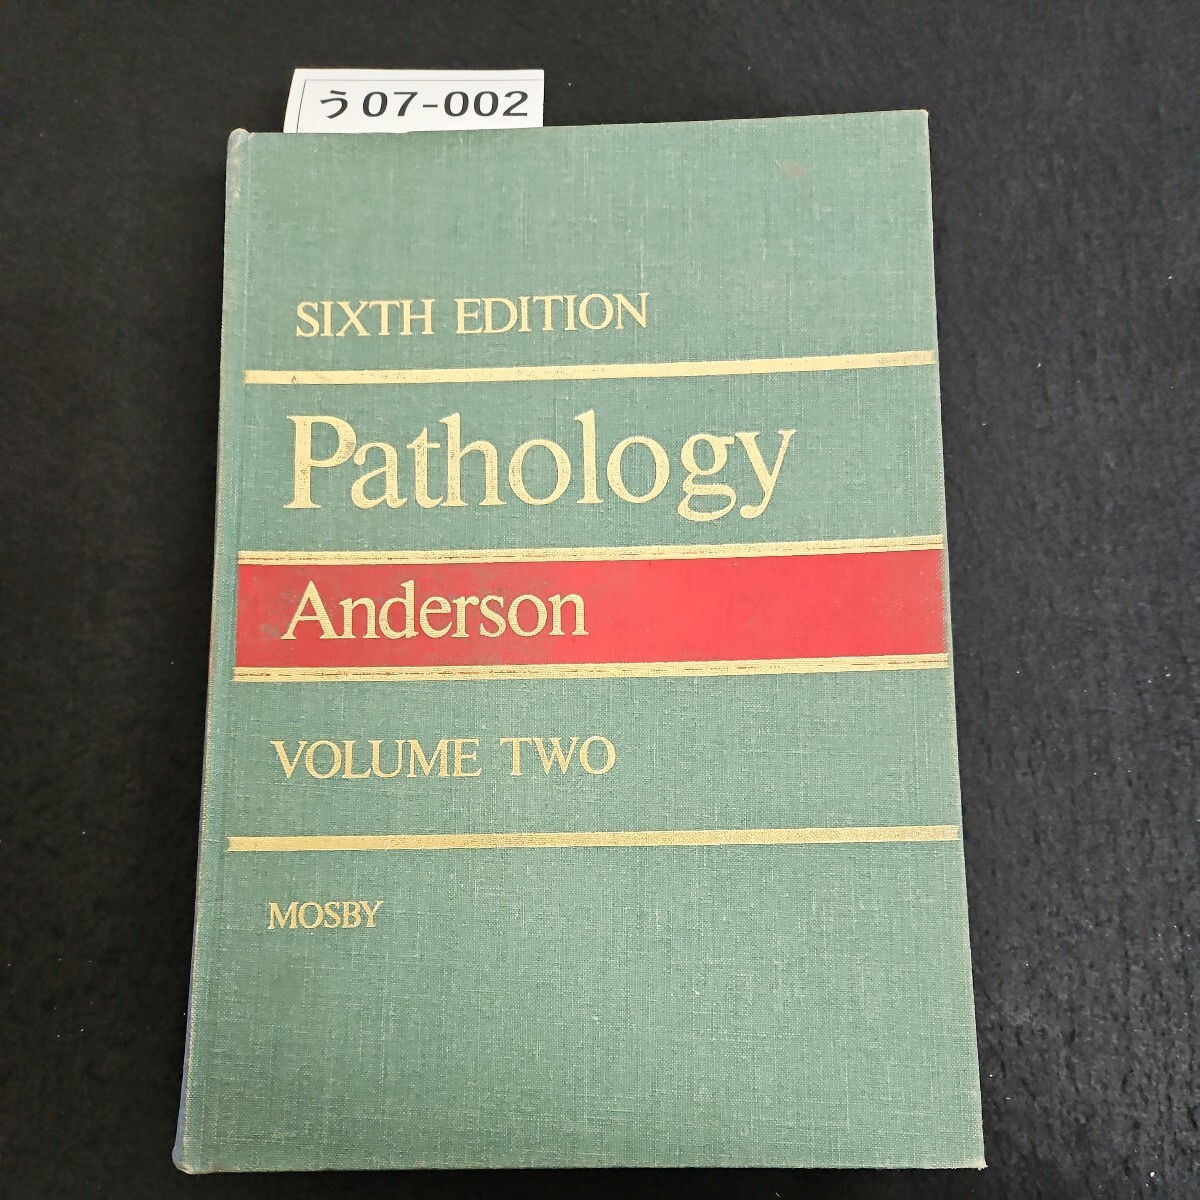 う07-002
SIXTH EDITION
Pathology
Anderson
VOLUME TWO
MOSBY